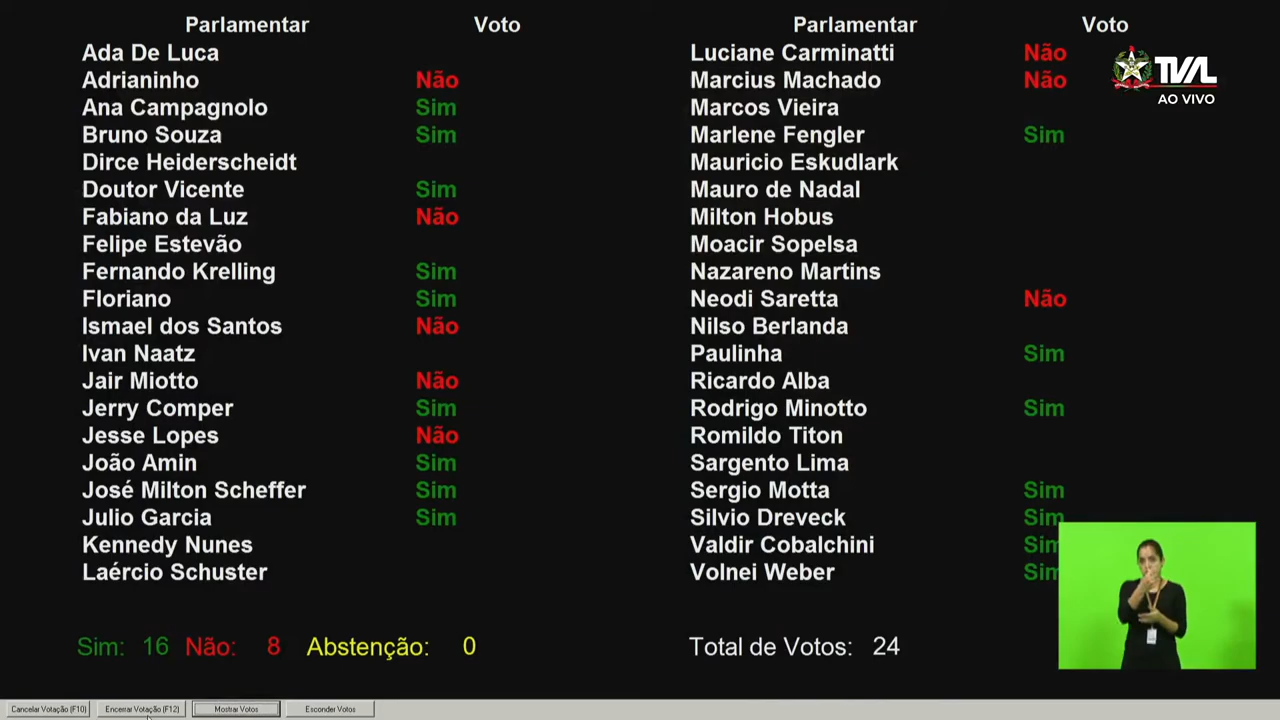 Parlamentar Voto
Ada De Luca
Adrianinho Não
Ana Campagnolo Sim
Bruno Souza Sim
Dirce Heiderscheidt
Doutor Vicente Sim
Fabiano da Luz Não
Felipe Estevão
Fernando Krelling Sim
Floriano Sim
Ismael dos Santos Não
Ivan Naatz
Jair Miotto Não
Jerry Comper Sim
Jesse Lopes Não
João Amin Sim
José Milton Scheffer Sim
Julio Garcia Sim
Kennedy Nunes
Laércio Schuster
Parlamentar Voto
Luciane Carminatti Não
Marcius Machado Não
Marcos Vieira
Marlene Fengler Sim
Mauricio Eskudlark
Mauro de Nadal
Milton Hobus
Moacir Sopelsa
Nazareno Martins
Neodi Saretta Não
Nilso Berlanda
Paulinha Sim
Ricardo Alba
Rodrigo Minotto Sim
Romildo Titon
Sargento Lima
Sergio Motta Sim
Silvio Dreveck Sim
Valdir Cobalchini Sim
Volnei Weber Sim
TVAL
AO VIVO
Sim: 16 Não: 8 Abstenção: 0 Total de Votos: 24
Cancelar Votação (F10) Encerrar Votação (F12) Mostrar Votos Esconder Votos